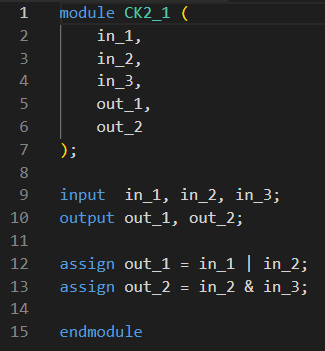 1 module CK2_1 (
2 in_1,
3 in_2,
4 in_3,
5 out_1,
6 out_2
7 );
8
9 input  in_1, in_2, in_3;
10 output out_1, out_2;
11
12 assign out_1 = in_1 | in_2;
13 assign out_2 = in_2 & in_3;
14
15 endmodule